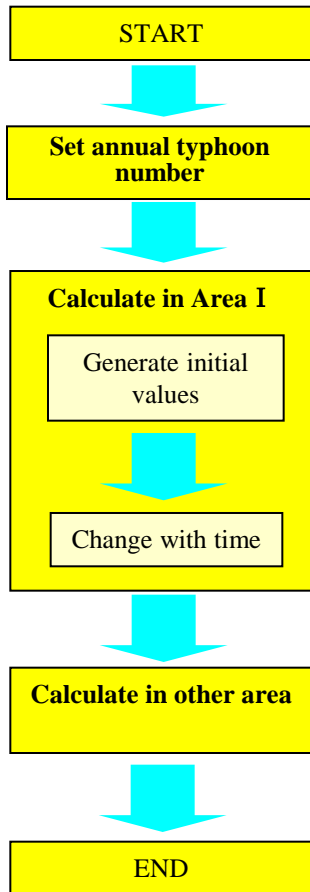 START
Set annual typhoon
number
Calculate in Area Ⅰ
Generate initial
values
Change with time
Calculate in other area
END